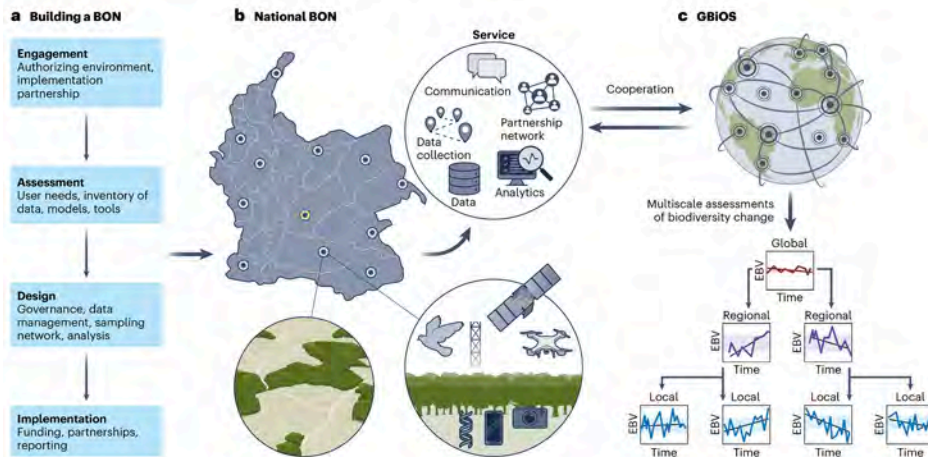 a Building a BON
Engagement
Authorizing environment,
implementation
partnership
Assessment
User needs, inventory of
data, models, tools
Design
Governance, data
management, sampling
network, analysis
Implementation
Funding, partnerships,
reporting
b National BON
Service
Communication
Partnership
network
Data
collection
Data
Analytics
Cooperation
c GBiOS
Multiscale assessments
of biodiversity change
Global
EBV
Time
Regional
EBV
Time
Regional
EBV
Time
Local
EBV
Time
Local
EBV
Time
Local
EBV
Time
Local
EBV
Time